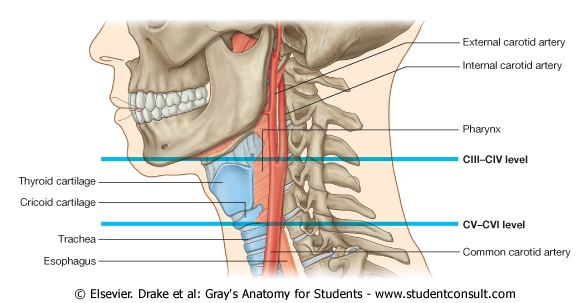 External carotid artery
Internal carotid artery
Pharynx
CIII–CIV level
Thyroid cartilage
Cricoid cartilage
CV–CVI level
Trachea
Common carotid artery
Esophagus
© Elsevier. Drake et al: Gray's Anatomy for Students - www.studentconsult.com